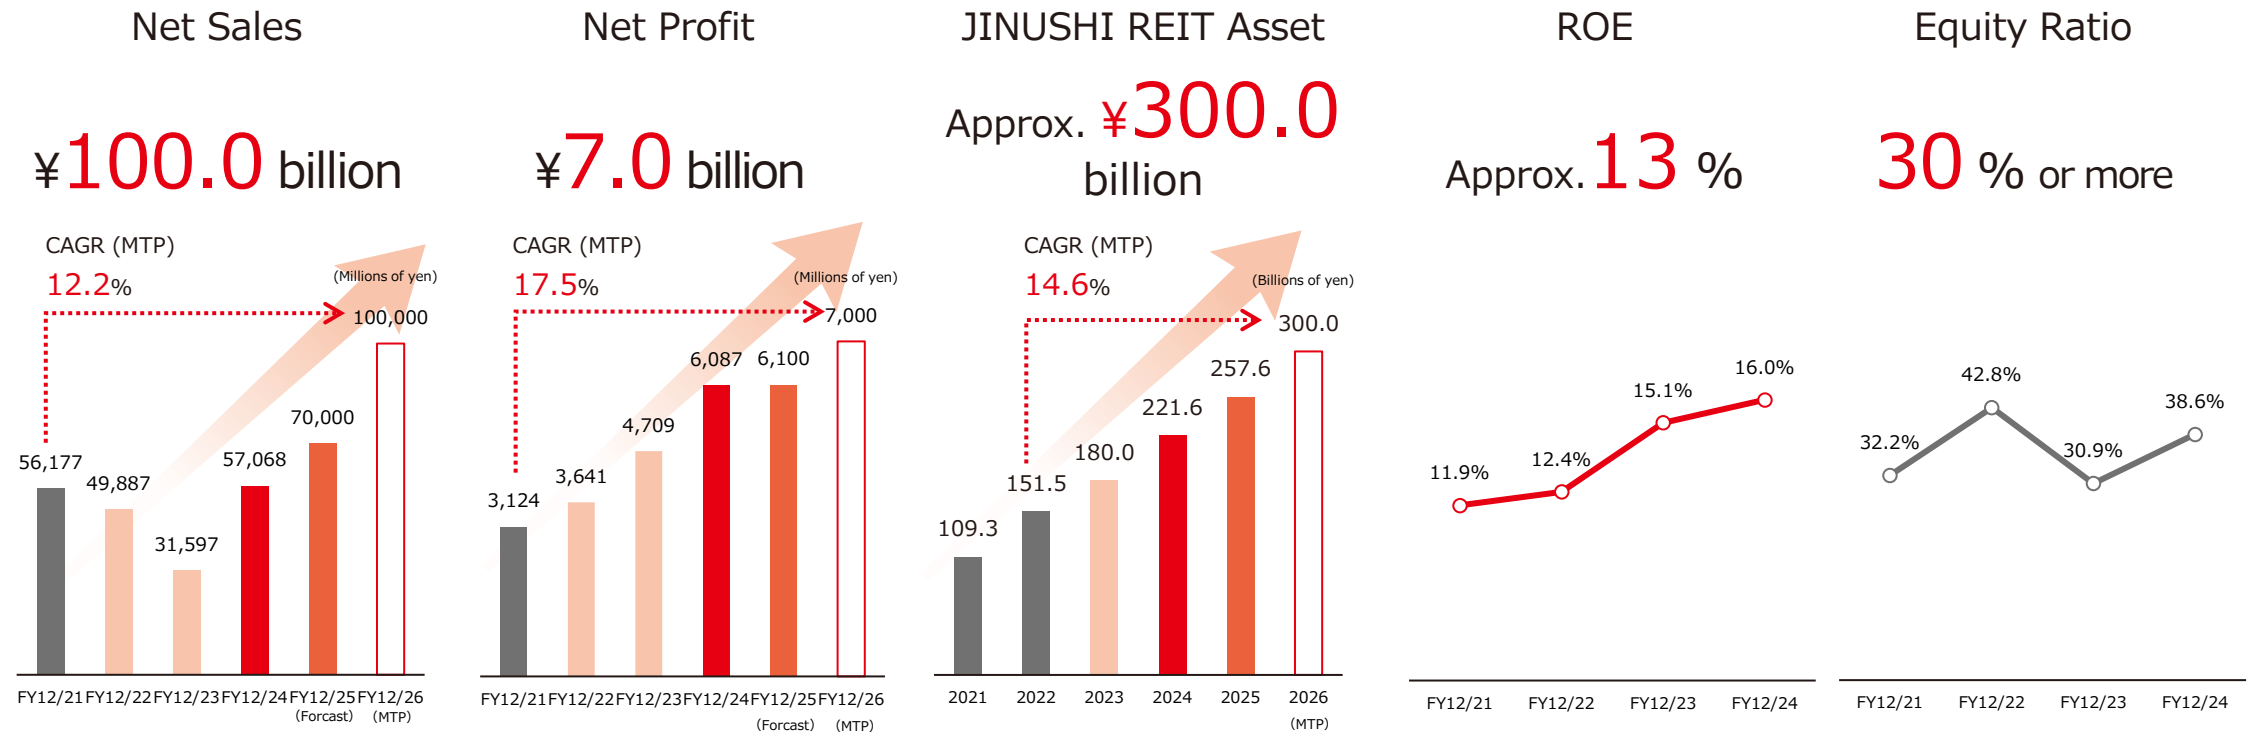 Net Sales
¥100.0 billion
CAGR (MTP)
12.2%
(Millions of yen)
100,000
70,000
57,068
56,177
49,887
31,597
FY12/21 FY12/22 FY12/23 FY12/24 FY12/25 FY12/26
(Forcast) (MTP)
Net Profit
¥7.0 billion
CAGR (MTP)
17.5%
(Millions of yen)
7,000
6,087 6,100
4,709
3,641
3,124
FY12/21 FY12/22 FY12/23 FY12/24 FY12/25 FY12/26
(Forcast) (MTP)
JINUSHI REIT Asset
Approx. ¥300.0
billion
CAGR (MTP)
14.6%
(Billions of yen)
300.0
257.6
221.6
180.0
151.5
109.3
2021 2022 2023 2024 2025 2026
(MTP)
ROE
Approx. 13 %
16.0%
15.1%
12.4%
11.9%
FY12/21 FY12/22 FY12/23 FY12/24
Equity Ratio
30 % or more
42.8%
38.6%
32.2%
30.9%
FY12/21 FY12/22 FY12/23 FY12/24